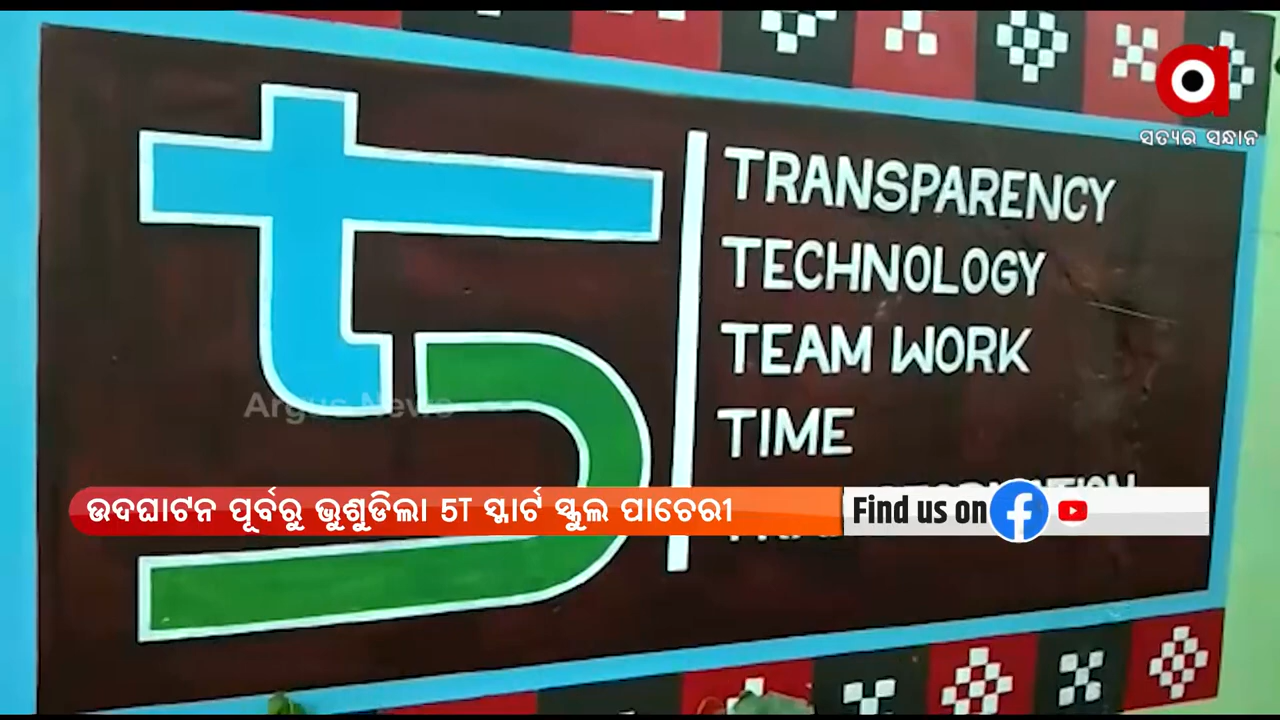 ସତ୍ୟର ସନ୍ଧାନ
TRANSPARENCY
TECHNOLOGY
TEAM WORK
TIME
Argus News
ଉଦଘାଟନ ପୂର୍ବରୁ ଭୁଶୁଡିଲା 5T ସ୍ମାର୍ଟ ସ୍କୁଲ ପାଚେରୀ
Find us on